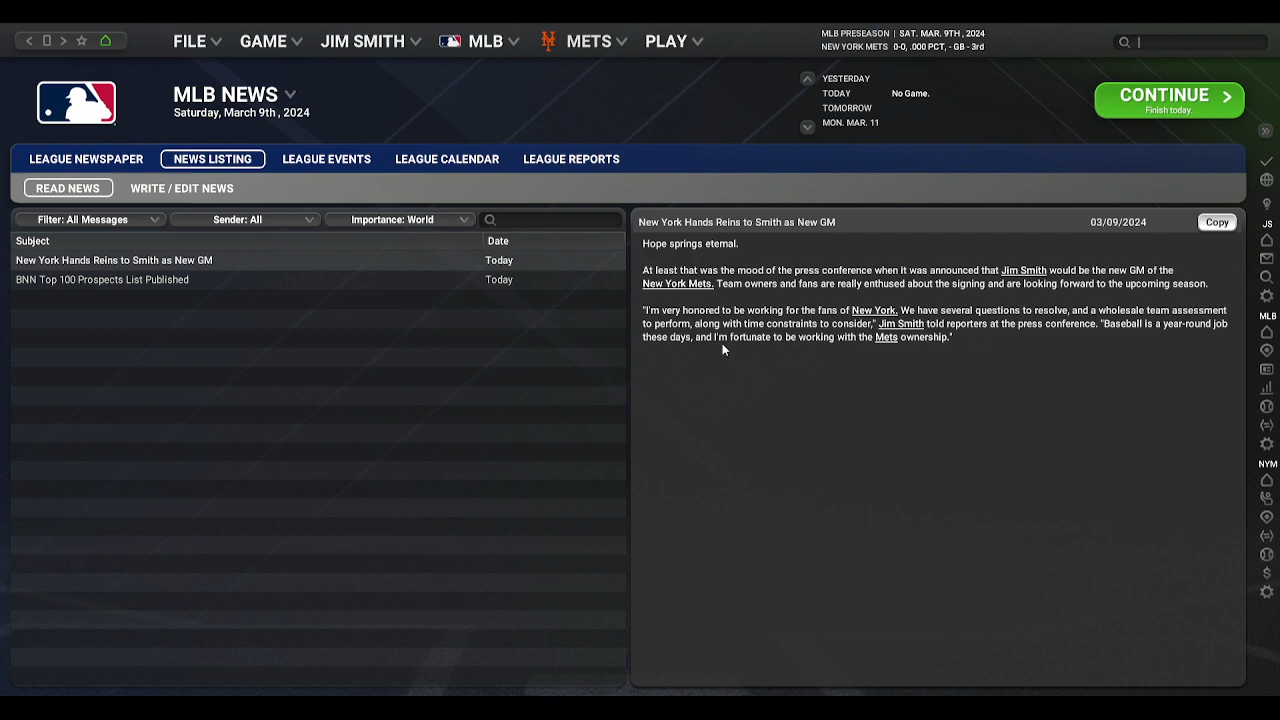 FILE GAME JIM SMITH MLB METS PLAY
MLB PRESEASON | SAT. MAR. 9TH , 2024
NEW YORK METS 0-0, .000 PCT, - GB - 3rd
MLB NEWS
Saturday, March 9th , 2024
YESTERDAY
TODAY No Game.
TOMORROW
MON. MAR. 11
CONTINUE
Finish today.
LEAGUE NEWSPAPER NEWS LISTING LEAGUE EVENTS LEAGUE CALENDAR LEAGUE REPORTS
READ NEWS WRITE / EDIT NEWS
Filter: All Messages Sender: All Importance: World
Subject Date
New York Hands Reins to Smith as New GM Today
BNN Top 100 Prospects List Published Today
New York Hands Reins to Smith as New GM 03/09/2024 Copy
Hope springs eternal.
At least that was the mood of the press conference when it was announced that Jim Smith would be the new GM of the
New York Mets. Team owners and fans are really enthused about the signing and are looking forward to the upcoming season.
"I'm very honored to be working for the fans of New York. We have several questions to resolve, and a wholesale team assessment
to perform, along with time constraints to consider," Jim Smith told reporters at the press conference. "Baseball is a year-round job
these days, and I'm fortunate to be working with the Mets ownership."
JS
MLB
NYM